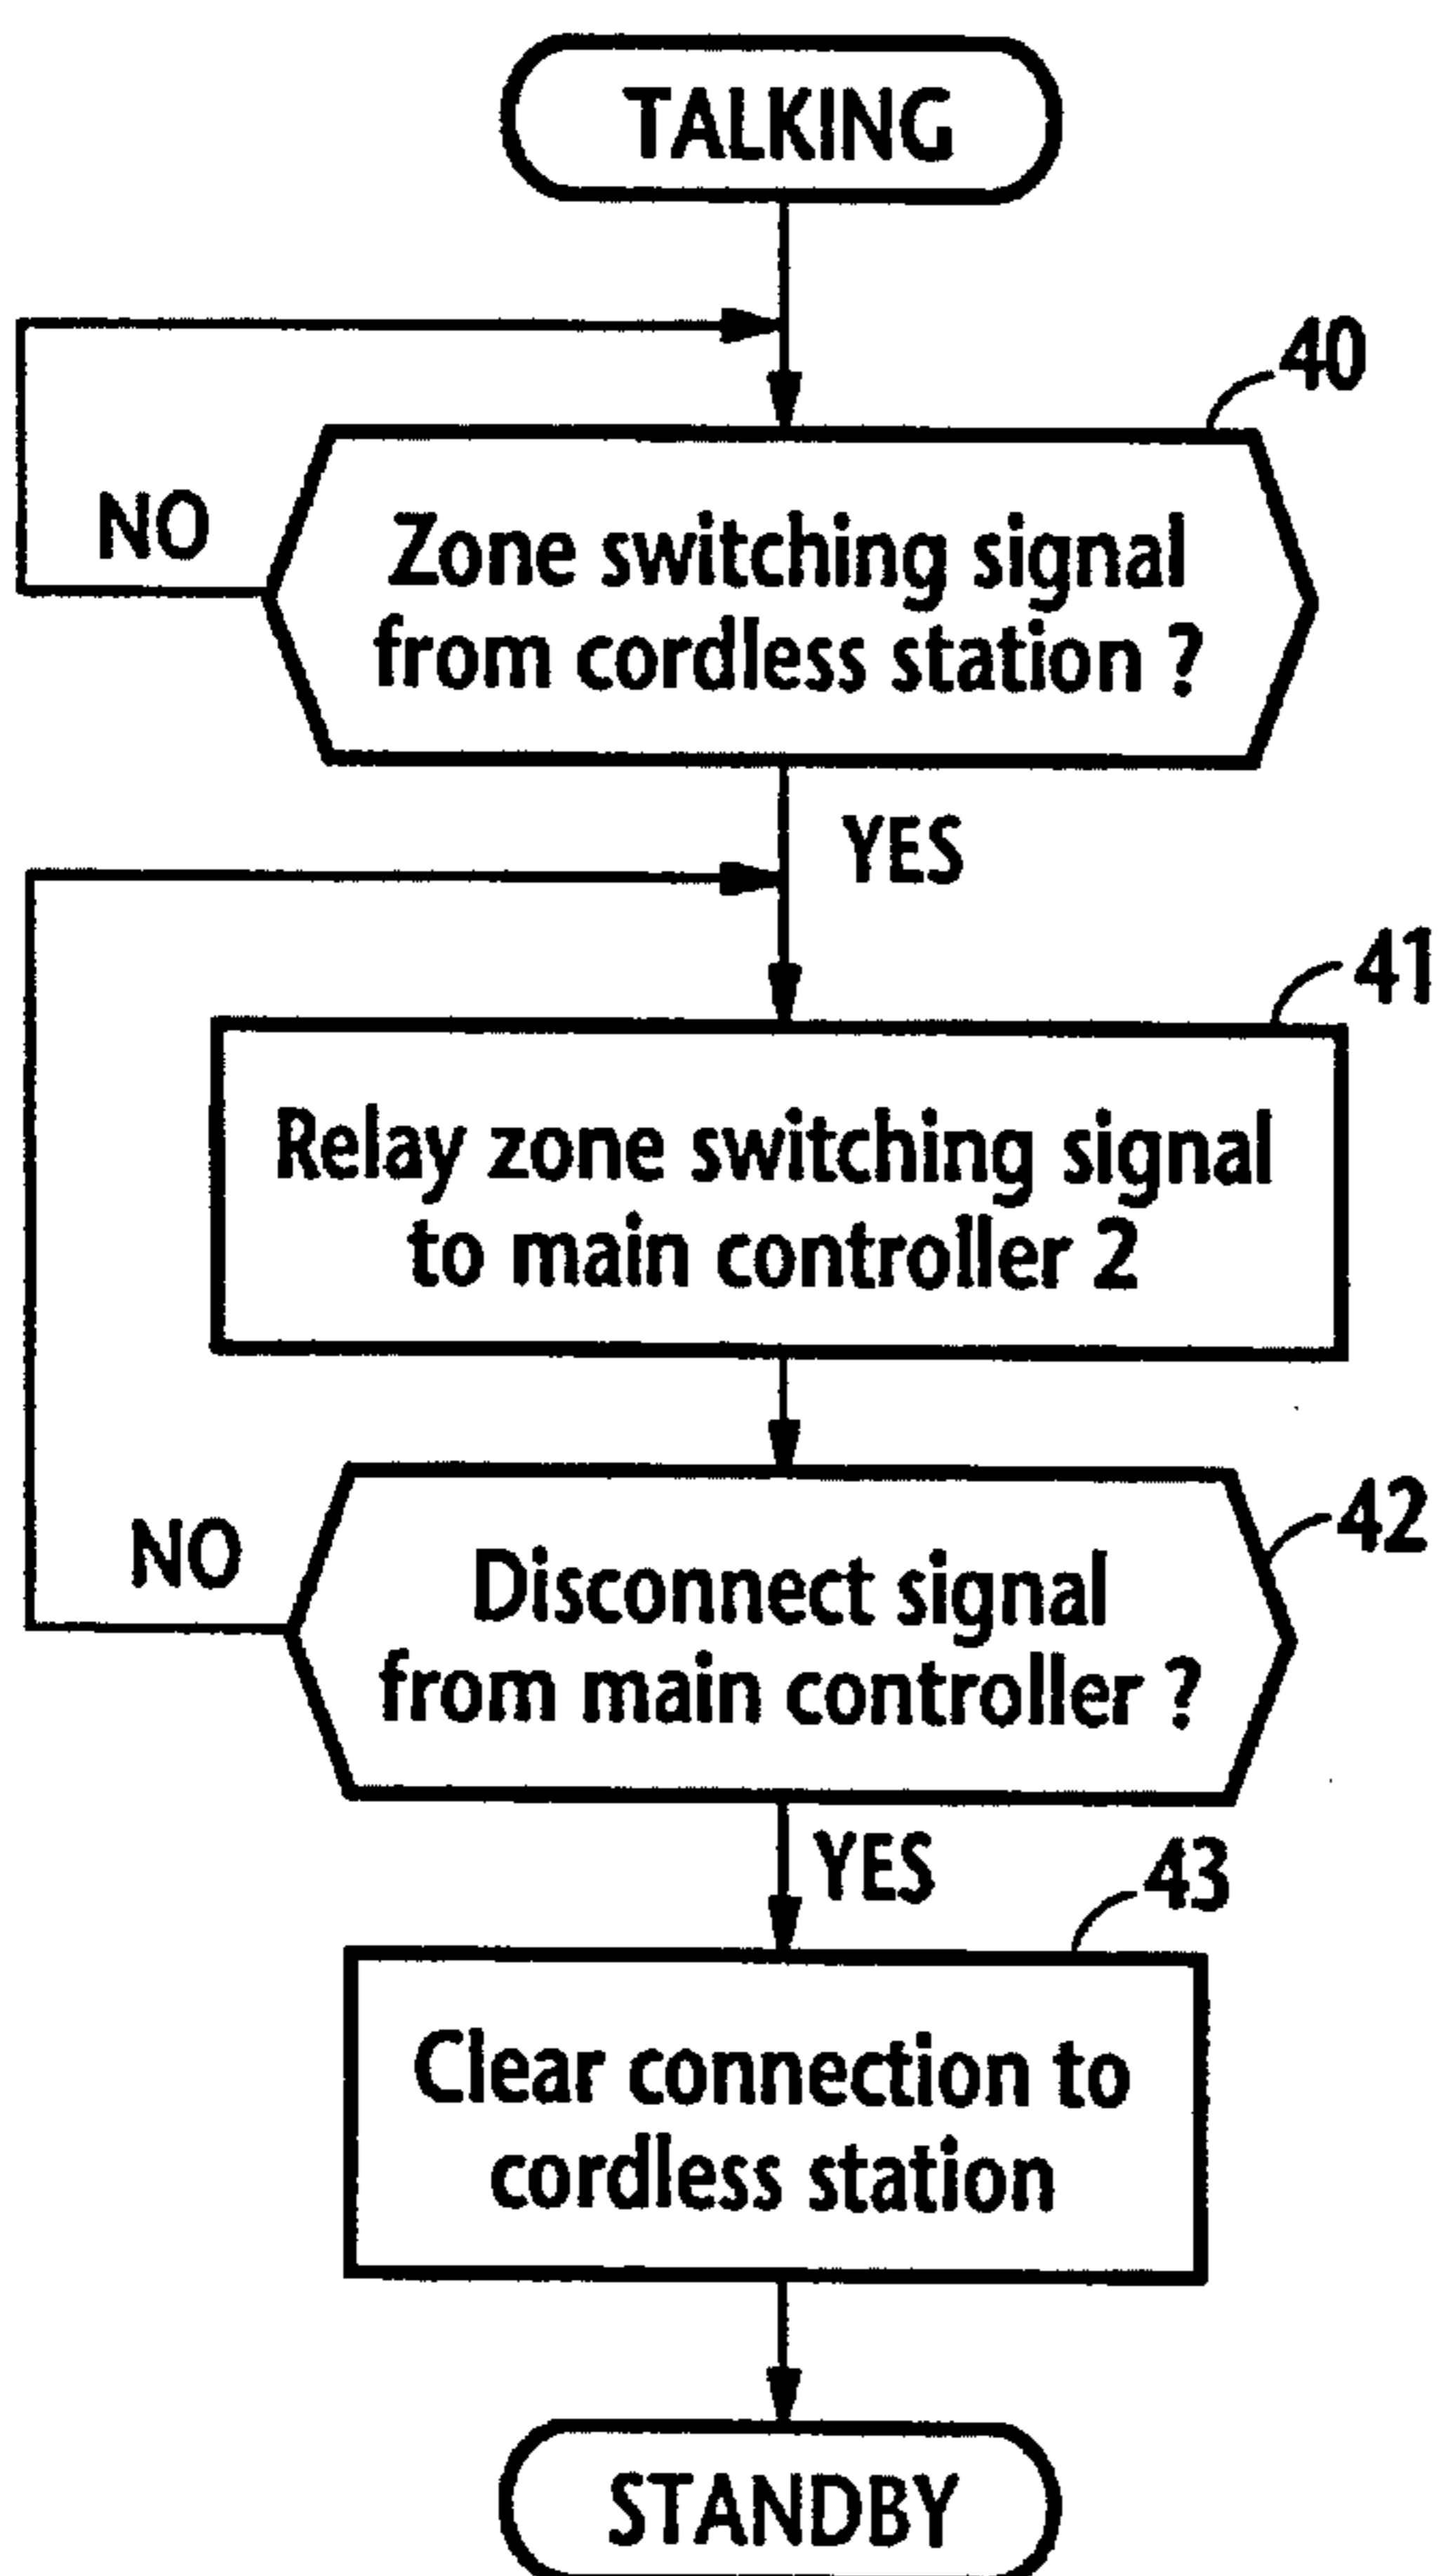 TALKING
40
NO
Zone switching signal
from cordless station ?
YES
41
Relay zone switching signal
to main controller 2
42
NO
Disconnect signal
from main controller ?
YES
43
Clear connection to
cordless station
STANDBY